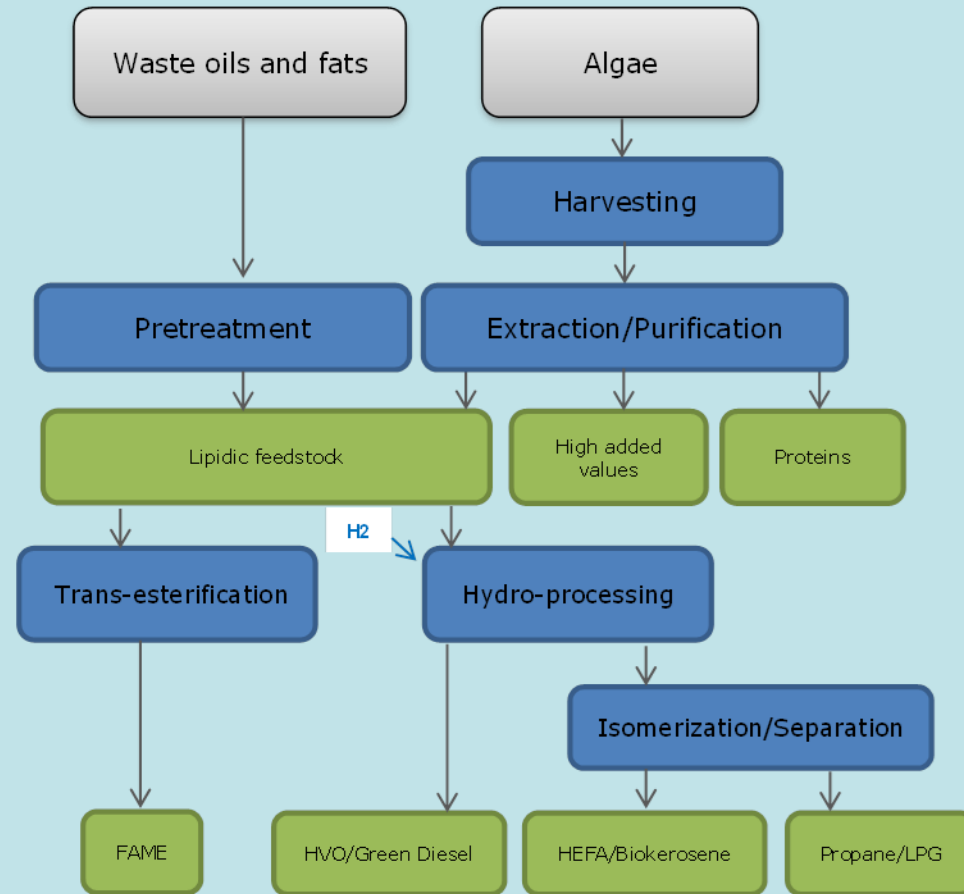 Waste oils and fats
Algae
Harvesting
Pretreatment
Extraction/Purification
Lipidic feedstock
High added
values
Proteins
H2
Trans-esterification
Hydro-processing
Isomerization/Separation
FAME
HVO/Green Diesel
HEFA/Biokerosene
Propane/LPG